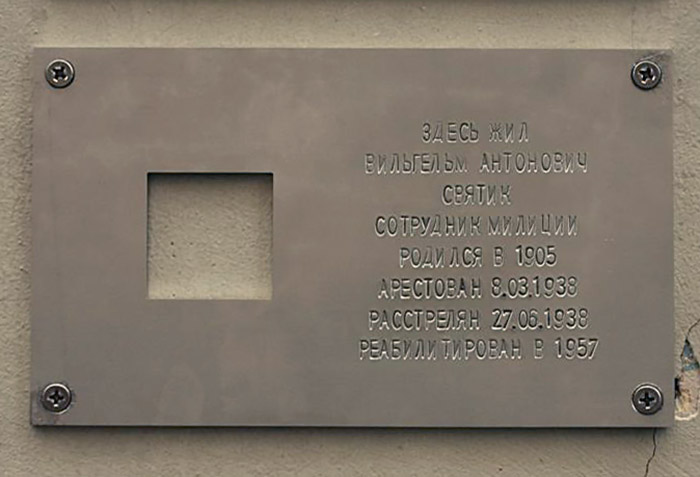 ЗДЕСЬ ЖИЛ
ВИЛЬГЕЛЬМ АНТОНОВИЧ
СВЯТИК
СОТРУДНИК МИЛИЦИИ
РОДИЛСЯ В 1905
АРЕСТОВАН 8.03.1938
РАССТРЕЛЯН 27.06.1938
РЕАБИЛИТИРОВАН В 1957